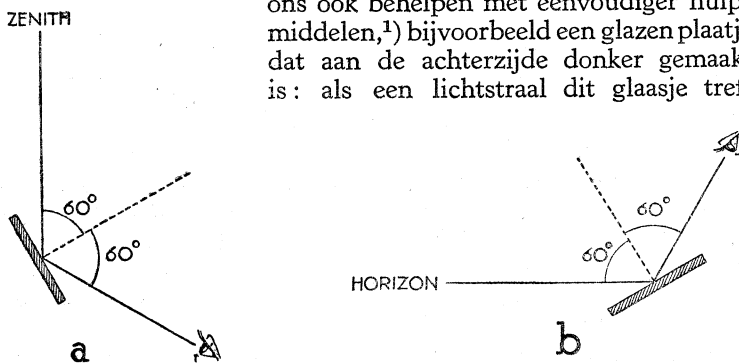 ons ook behelpen met eenvoudiger hulp
middelen,¹) bijvoorbeeld een glazen plaatj
dat aan de achterzijde donker gemaak
is: als een lichtstraal dit glaasje tref
ZENITH
60°
60°
a
60°
60°
HORIZON
b